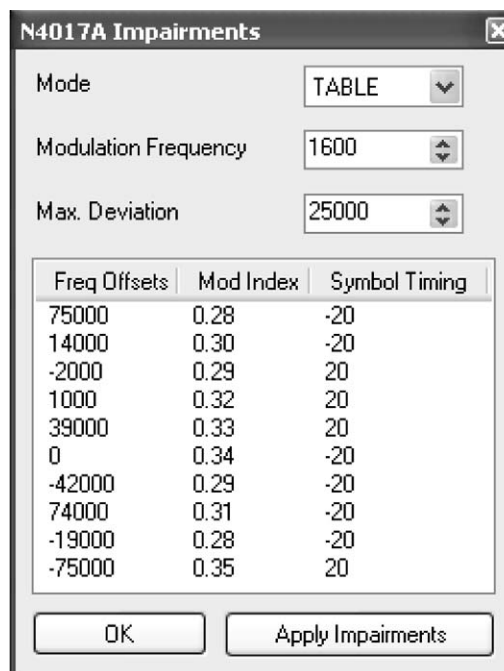 N4017A Impairments
Mode TABLE
Modulation Frequency 1600
Max. Deviation 25000
Freq Offsets Mod Index Symbol Timing
75000 0.28 -20
14000 0.30 -20
-2000 0.29 20
1000 0.32 20
39000 0.33 20
0 0.34 -20
-42000 0.29 -20
74000 0.31 -20
-19000 0.28 -20
-75000 0.35 20
OK Apply Impairments